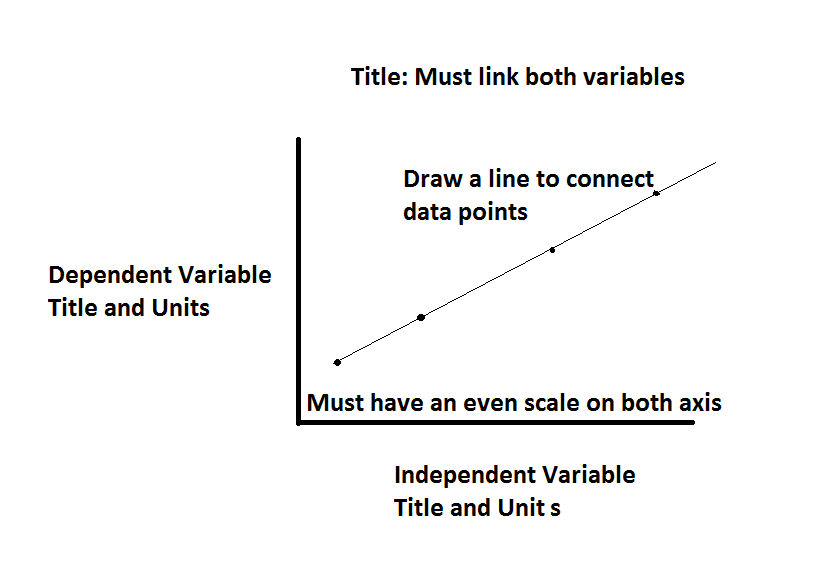 Title: Must link both variables
Draw a line to connect
data points
Dependent Variable
Title and Units
Must have an even scale on both axis
Independent Variable
Title and Unit s